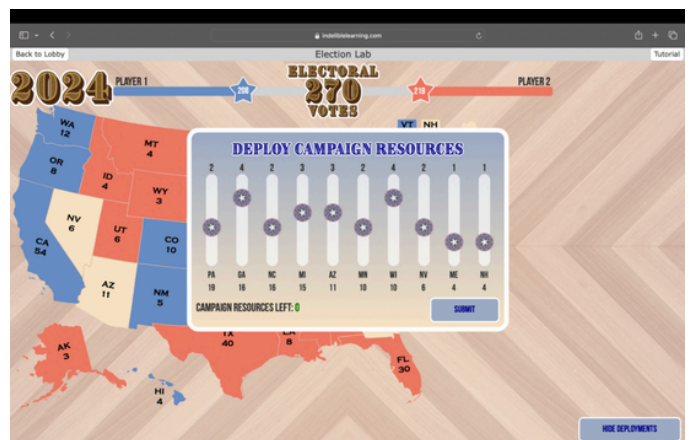 indeliblelearning.com
Back to Lobby
Election Lab
Tutorial
2024
PLAYER 1
208
ELECTORAL
270
VOTES
219
PLAYER 2
VT NH
WA
12
MT
4
OR
8
ID
4
WY
3
NV
6
UT
6
CO
10
CA
54
AZ
11
NM
5
AK
3
HI
4
TX
40
LA
8
FL
30
DEPLOY CAMPAIGN RESOURCES
2 4 2 3 3 2 4 2 1 1
PA GA NC MI AZ MN WI NV ME NH
19 16 16 15 11 10 10 6 4 4
CAMPAIGN RESOURCES LEFT: 0
SUBMIT
HIDE DEPLOYMENTS